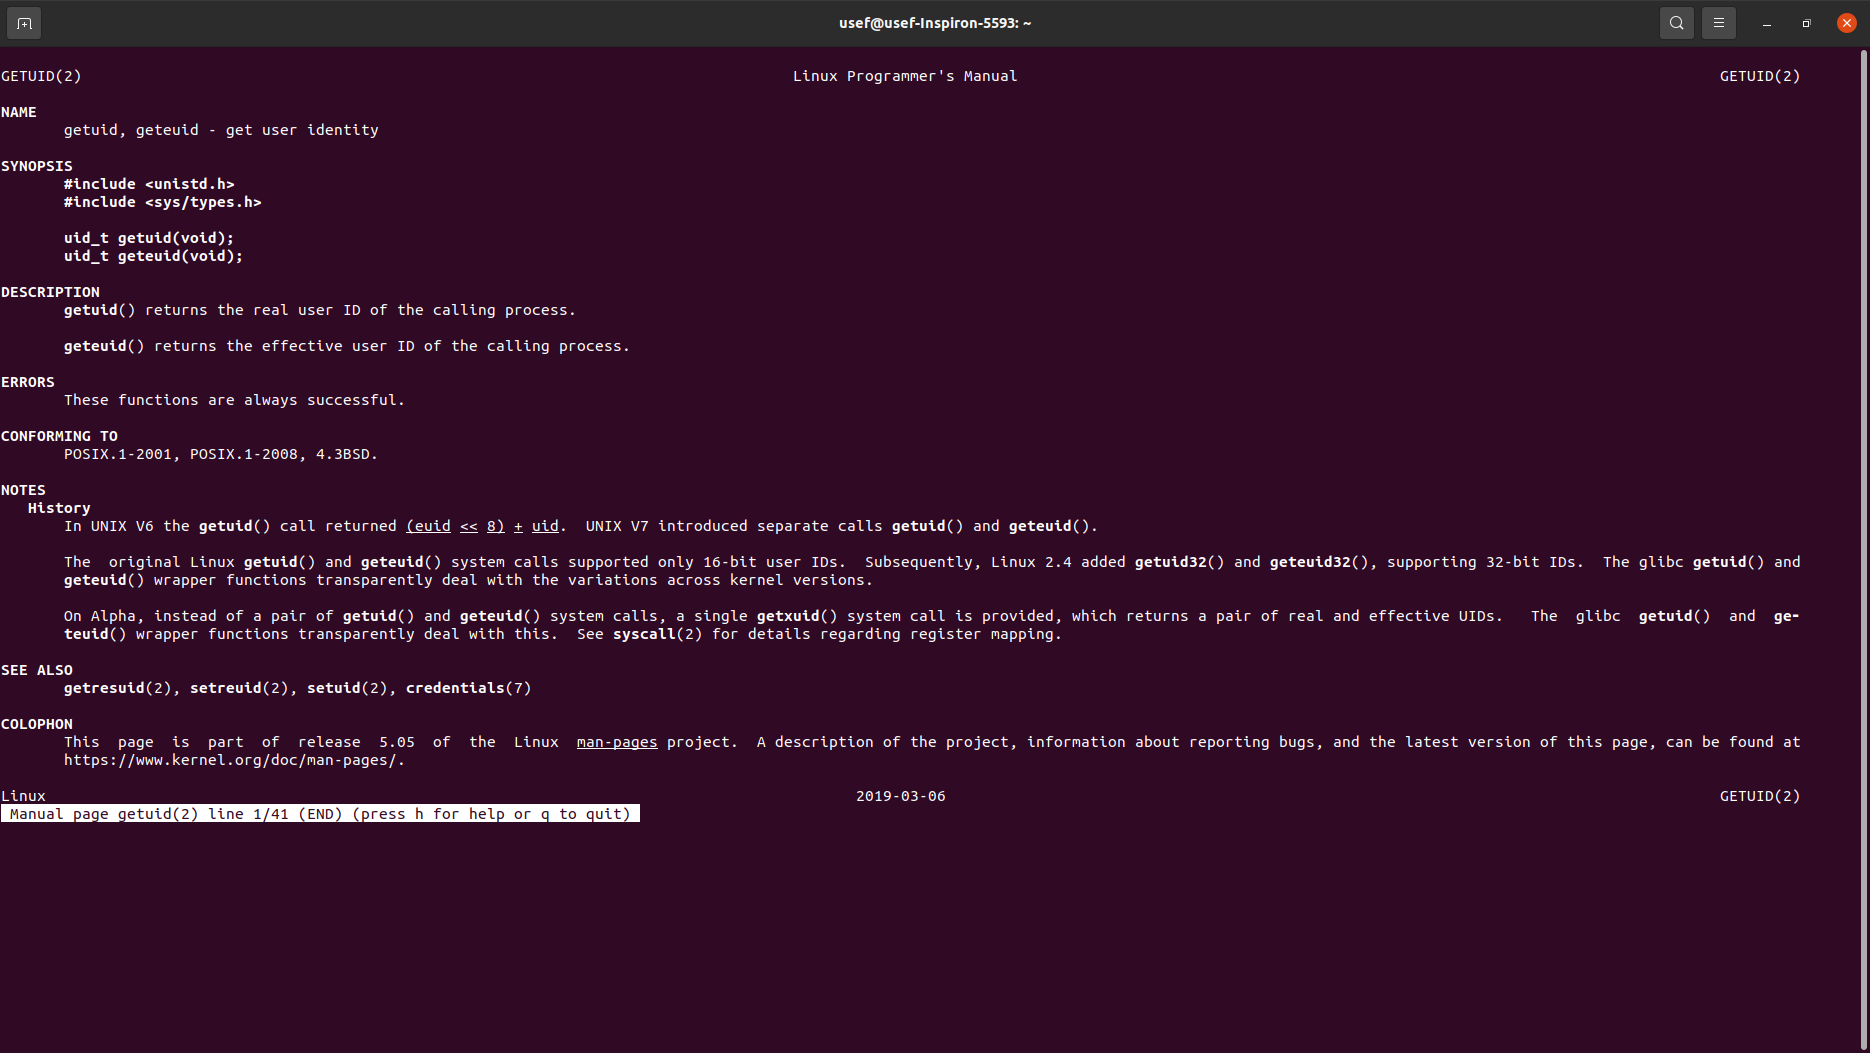 usef@usef-Inspiron-5593: ~
GETUID(2) Linux Programmer's Manual GETUID(2)
NAME
getuid, geteuid - get user identity
SYNOPSIS
#include <unistd.h>
#include <sys/types.h>
uid_t getuid(void);
uid_t geteuid(void);
DESCRIPTION
getuid() returns the real user ID of the calling process.
geteuid() returns the effective user ID of the calling process.
ERRORS
These functions are always successful.
CONFORMING TO
POSIX.1-2001, POSIX.1-2008, 4.3BSD.
NOTES
History
In UNIX V6 the getuid() call returned (euid << 8) + uid.  UNIX V7 introduced separate calls getuid() and geteuid().
The  original Linux getuid() and geteuid() system calls supported only 16-bit user IDs.  Subsequently, Linux 2.4 added getuid32() and geteuid32(), supporting 32-bit IDs.  The glibc getuid() and
geteuid() wrapper functions transparently deal with the variations across kernel versions.
On Alpha, instead of a pair of getuid() and geteuid() system calls, a single getxuid() system call is provided, which returns a pair of real and effective UIDs.   The  glibc  getuid()  and  ge-
teuid() wrapper functions transparently deal with this.  See syscall(2) for details regarding register mapping.
SEE ALSO
getresuid(2), setreuid(2), setuid(2), credentials(7)
COLOPHON
This  page  is  part  of  release  5.05  of  the  Linux  man-pages project.  A description of the project, information about reporting bugs, and the latest version of this page, can be found at
https://www.kernel.org/doc/man-pages/.
Linux 2019-03-06 GETUID(2)
Manual page getuid(2) line 1/41 (END) (press h for help or q to quit)